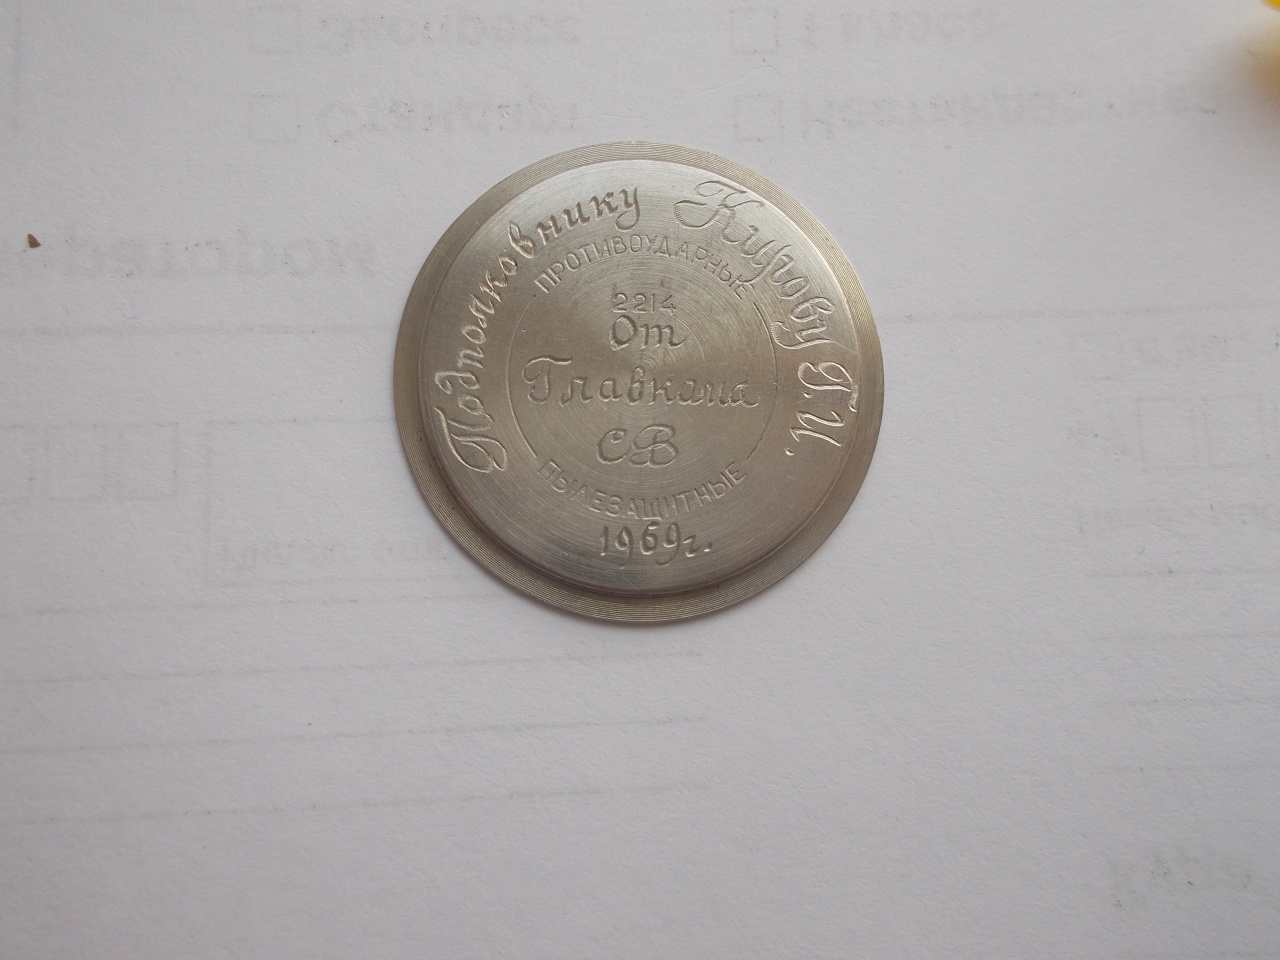 Подполковнику Кирову Г.И.
ПРОТИВОУДАРНЫЕ
2214
От
Главкома
СВ
ПЫЛЕЗАЩИТНЫЕ
1969г.